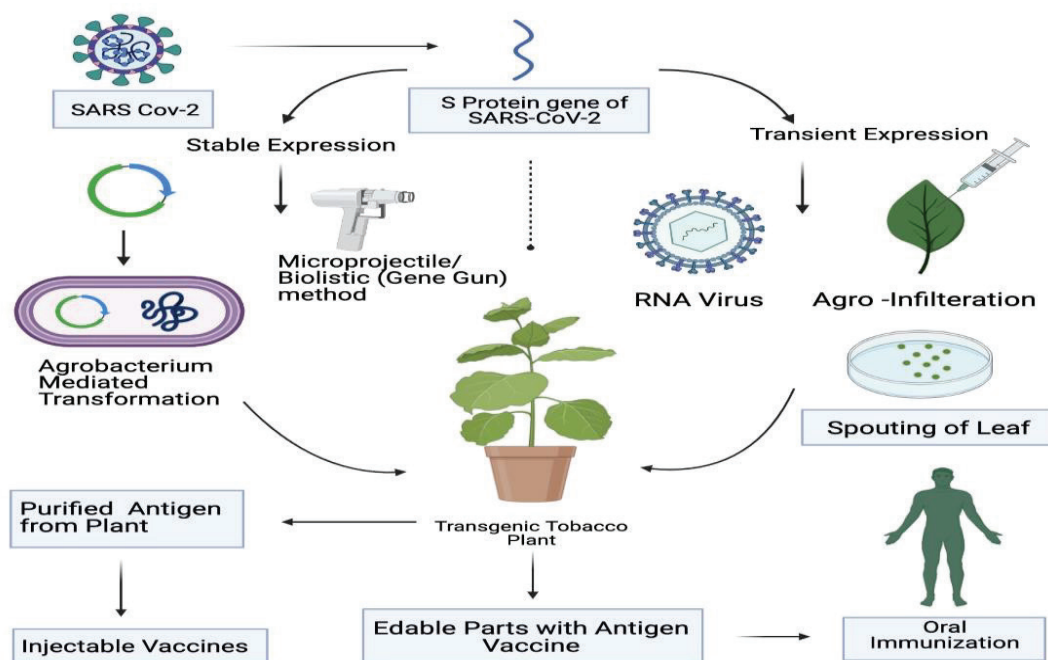 SARS Cov-2
S Protein gene of
SARS-CoV-2
Stable Expression
Transient Expression
Microprojectile/
Biolistic (Gene Gun)
method
RNA Virus
Agro -Infilteration
Agrobacterium
Mediated
Transformation
Spouting of Leaf
Purified Antigen
from Plant
Transgenic Tobacco
Plant
Injectable Vaccines
Edable Parts with Antigen
Vaccine
Oral
Immunization